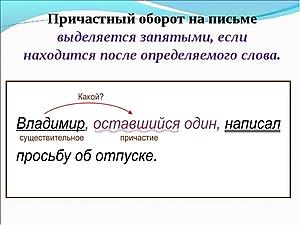 Причастный оборот на письме
выделяется запятыми, если
находится после определяемого слова.
Какой?
Владимир, оставшийся один, написал
существительное причастие
просьбу об отпуске.